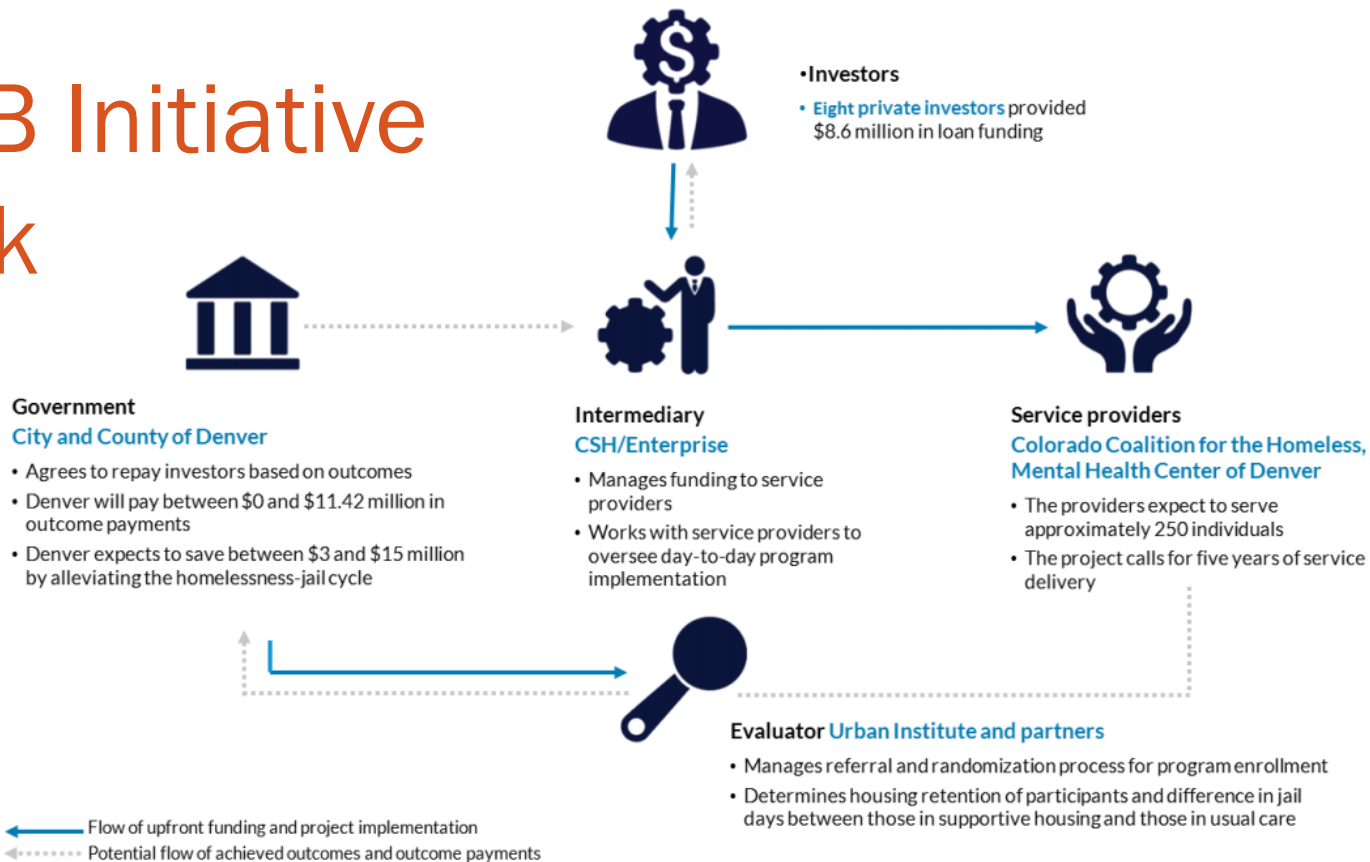 B Initiative
k
$
•Investors
• Eight private investors provided
$8.6 million in loan funding
Government
City and County of Denver
• Agrees to repay investors based on outcomes
• Denver will pay between $0 and $11.42 million in
outcome payments
• Denver expects to save between $3 and $15 million
by alleviating the homelessness-jail cycle
Intermediary
CSH/Enterprise
• Manages funding to service
providers
• Works with service providers to
oversee day-to-day program
implementation
Service providers
Colorado Coalition for the Homeless,
Mental Health Center of Denver
• The providers expect to serve
approximately 250 individuals
• The project calls for five years of service
delivery
Evaluator Urban Institute and partners
• Manages referral and randomization process for program enrollment
• Determines housing retention of participants and difference in jail
days between those in supportive housing and those in usual care
Flow of upfront funding and project implementation
Potential flow of achieved outcomes and outcome payments